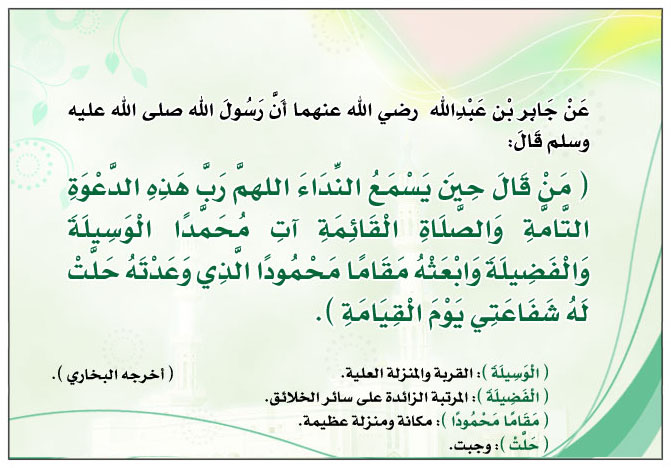 عَنْ جَابِرِ بْنِ عَبْدِالله رضي الله عنهما أَنَّ رَسُولَ الله صلى الله عليه
وسلم قَالَ:
( مَنْ قَالَ حِينَ يَسْمَعُ النِّدَاءَ اللهمَّ رَبَّ هَذِهِ الدَّعْوَةِ
التَّامَّةِ وَالصَّلَاةِ الْقَائِمَةِ آتِ مُحَمَّدًا الْوَسِيلَةَ
وَالْفَضِيلَةَ وَابْعَثْهُ مَقَامًا مَحْمُودًا الَّذِي وَعَدْتَهُ حَلَّتْ
لَهُ شَفَاعَتِي يَوْمَ الْقِيَامَةِ ).
( الْوَسِيلَةَ ): القربة والمنزلة العلية. ( أخرجه البخاري ).
( الْفَضِيلَةَ ): المرتبة الزائدة على سائر الخلائق.
( مَقَامًا مَحْمُودًا ): مكانة ومنزلة عظيمة.
( حَلَّتْ ): وجبت.